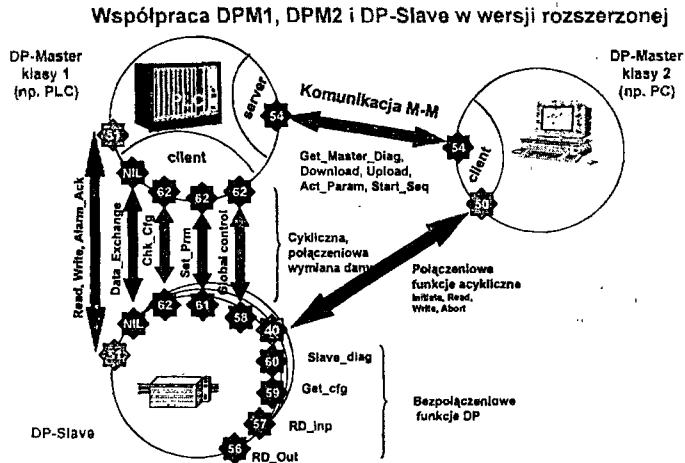 Współpraca DPM1, DPM2 i DP-Slave w wersji rozszerzonej
DP-Master
klasy 1
(np. PLC)
DP-Master
klasy 2
(np. PC)
server
client
Komunikacja M-M
54
54
client
50
Get_Master_Diag,
Download, Upload,
Act_Param, Start_Seq
51
NIL
62
62
62
Read, Write, Alarm_Ack
Data_Exchange
Chk_Cfg
Set_Prm
Global control
Cykliczna,
połączeniowa
wymiana dany
Połączeniowe
funkcje acykliczne
Initiate, Read,
Write, Abort
51
NIL
62
61
58
40
60
59
57
56
Slave_diag
Get_cfg
RD_inp
RD_Out
Bezpołączeniowe
funkcje DP
DP-Slave